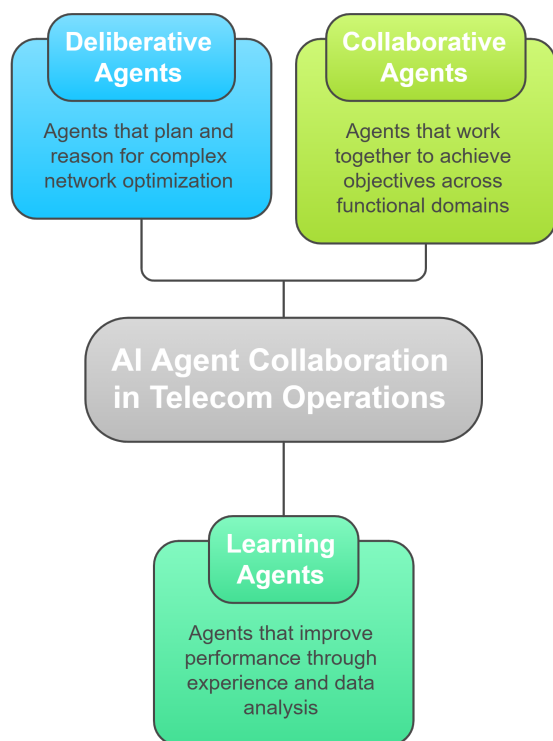 Deliberative
Agents
Agents that plan and
reason for complex
network optimization
Collaborative
Agents
Agents that work
together to achieve
objectives across
functional domains
AI Agent Collaboration
in Telecom Operations
Learning
Agents
Agents that improve
performance through
experience and data
analysis